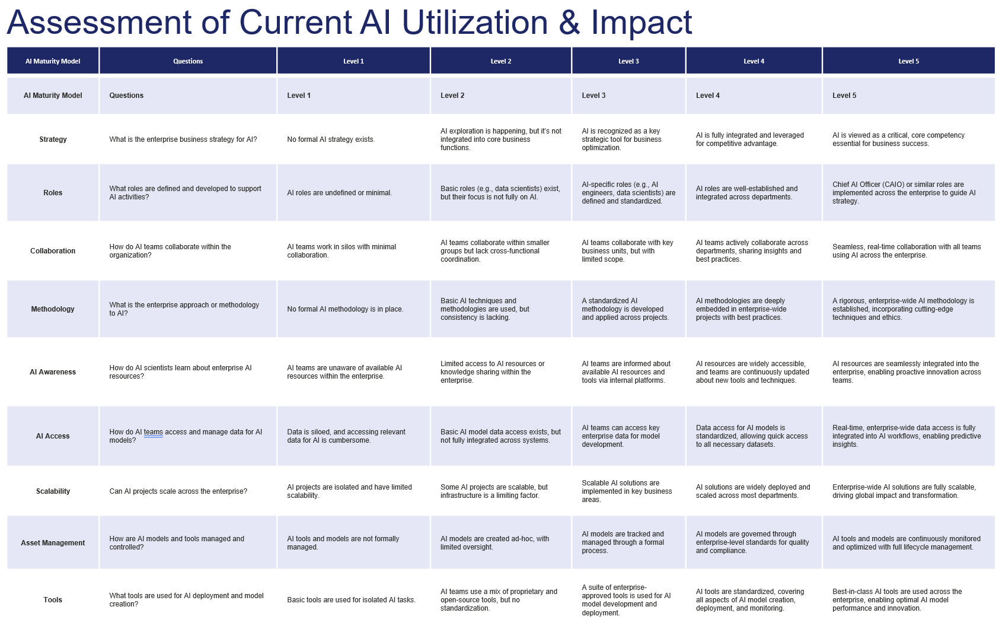 Assessment of Current AI Utilization & Impact
AI Maturity Model Questions Level 1 Level 2 Level 3 Level 4 Level 5
AI Maturity Model Questions Level 1 Level 2 Level 3 Level 4 Level 5
Strategy
What is the enterprise business strategy for AI?
No formal AI strategy exists.
AI exploration is happening, but it's not
integrated into core business
functions.
AI is recognized as a key
strategic tool for business
optimization.
AI is fully integrated and leveraged
for competitive advantage.
AI is viewed as a critical, core competency
essential for business success.
Roles
What roles are defined and developed to support
AI activities?
AI roles are undefined or minimal.
Basic roles (e.g., data scientists) exist,
but their focus is not fully on AI.
AI-specific roles (e.g., AI
engineers, data scientists) are
defined and standardized.
AI roles are well-established and
integrated across departments.
Chief AI Officer (CAIO) or similar roles are
implemented across the enterprise to guide AI
strategy.
Collaboration
How do AI teams collaborate within the
organization?
AI teams work in silos with minimal
collaboration.
AI teams collaborate within smaller
groups but lack cross-functional
coordination.
AI teams collaborate with key
business units, but with
limited scope.
AI teams actively collaborate across
departments, sharing insights and
best practices.
Seamless, real-time collaboration with all teams
using AI across the enterprise.
Methodology
What is the enterprise approach or methodology
to AI?
No formal AI methodology is in place.
Basic AI techniques and
methodologies are used, but
consistency is lacking.
A standardized AI
methodology is developed
and applied across projects.
AI methodologies are deeply
embedded in enterprise-wide
projects with best practices.
A rigorous, enterprise-wide AI methodology is
established, incorporating cutting-edge
techniques and ethics.
AI Awareness
How do AI scientists learn about enterprise AI
resources?
AI teams are unaware of available AI
resources within the enterprise.
Limited access to AI resources or
knowledge sharing within the
enterprise.
AI teams are informed about
available AI resources and
tools via internal platforms.
AI resources are widely accessible,
and teams are continuously updated
about new tools and techniques.
AI resources are seamlessly integrated into the
enterprise, enabling proactive innovation across
teams.
AI Access
How do AI teams access and manage data for AI
models?
Data is siloed, and accessing relevant
data for AI is cumbersome.
Basic AI model data access exists, but
not fully integrated across systems.
AI teams can access key
enterprise data for model
development.
Data access for AI models is
standardized, allowing quick access
to all necessary datasets.
Real-time, enterprise-wide data access is fully
integrated into AI workflows, enabling predictive
insights.
Scalability
Can AI projects scale across the enterprise?
AI projects are isolated and have limited
scalability.
Some AI projects are scalable, but
infrastructure is a limiting factor.
Scalable AI solutions are
implemented in key business
areas.
AI solutions are widely deployed and
scaled across most departments.
Enterprise-wide AI solutions are fully scalable,
driving global impact and transformation.
Asset Management
How are AI models and tools managed and
controlled?
AI tools and models are not formally
managed.
AI models are created ad-hoc, with
limited oversight.
AI models are tracked and
managed through a formal
process.
AI models are governed through
enterprise-level standards for quality
and compliance.
AI tools and models are continuously monitored
and optimized with full lifecycle management.
Tools
What tools are used for AI deployment and model
creation?
Basic tools are used for isolated AI tasks.
AI teams use a mix of proprietary and
open-source tools, but no
standardization.
A suite of enterprise-
approved tools is used for AI
model development and
deployment.
AI tools are standardized, covering
all aspects of AI model creation,
deployment, and monitoring.
Best-in-class AI tools are used across the
enterprise, enabling optimal AI model
performance and innovation.